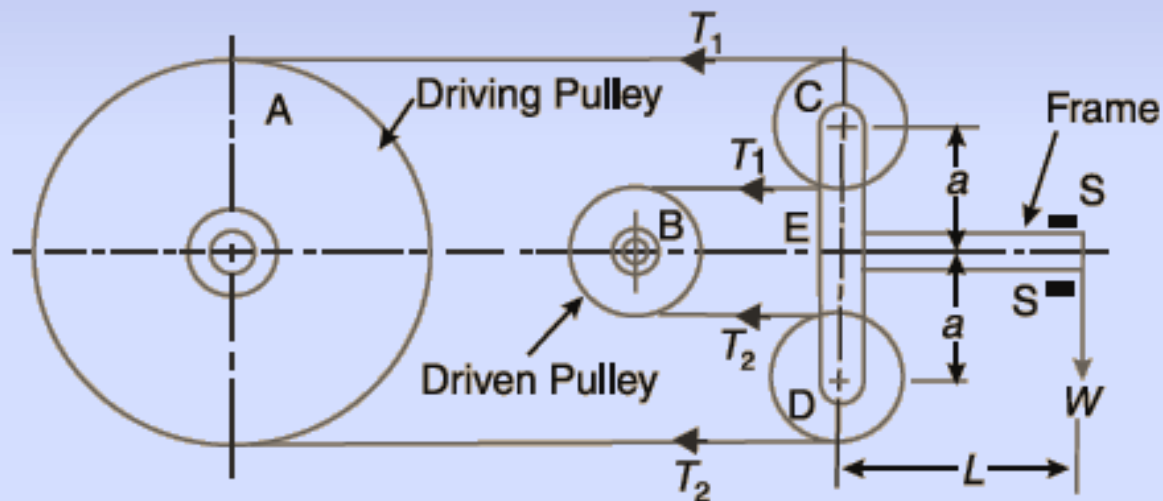 T₁
A
Driving Pulley
C
Frame
T₁
a
S
B
E
S
a
T₂
Driven Pulley
D
W
T₂
L